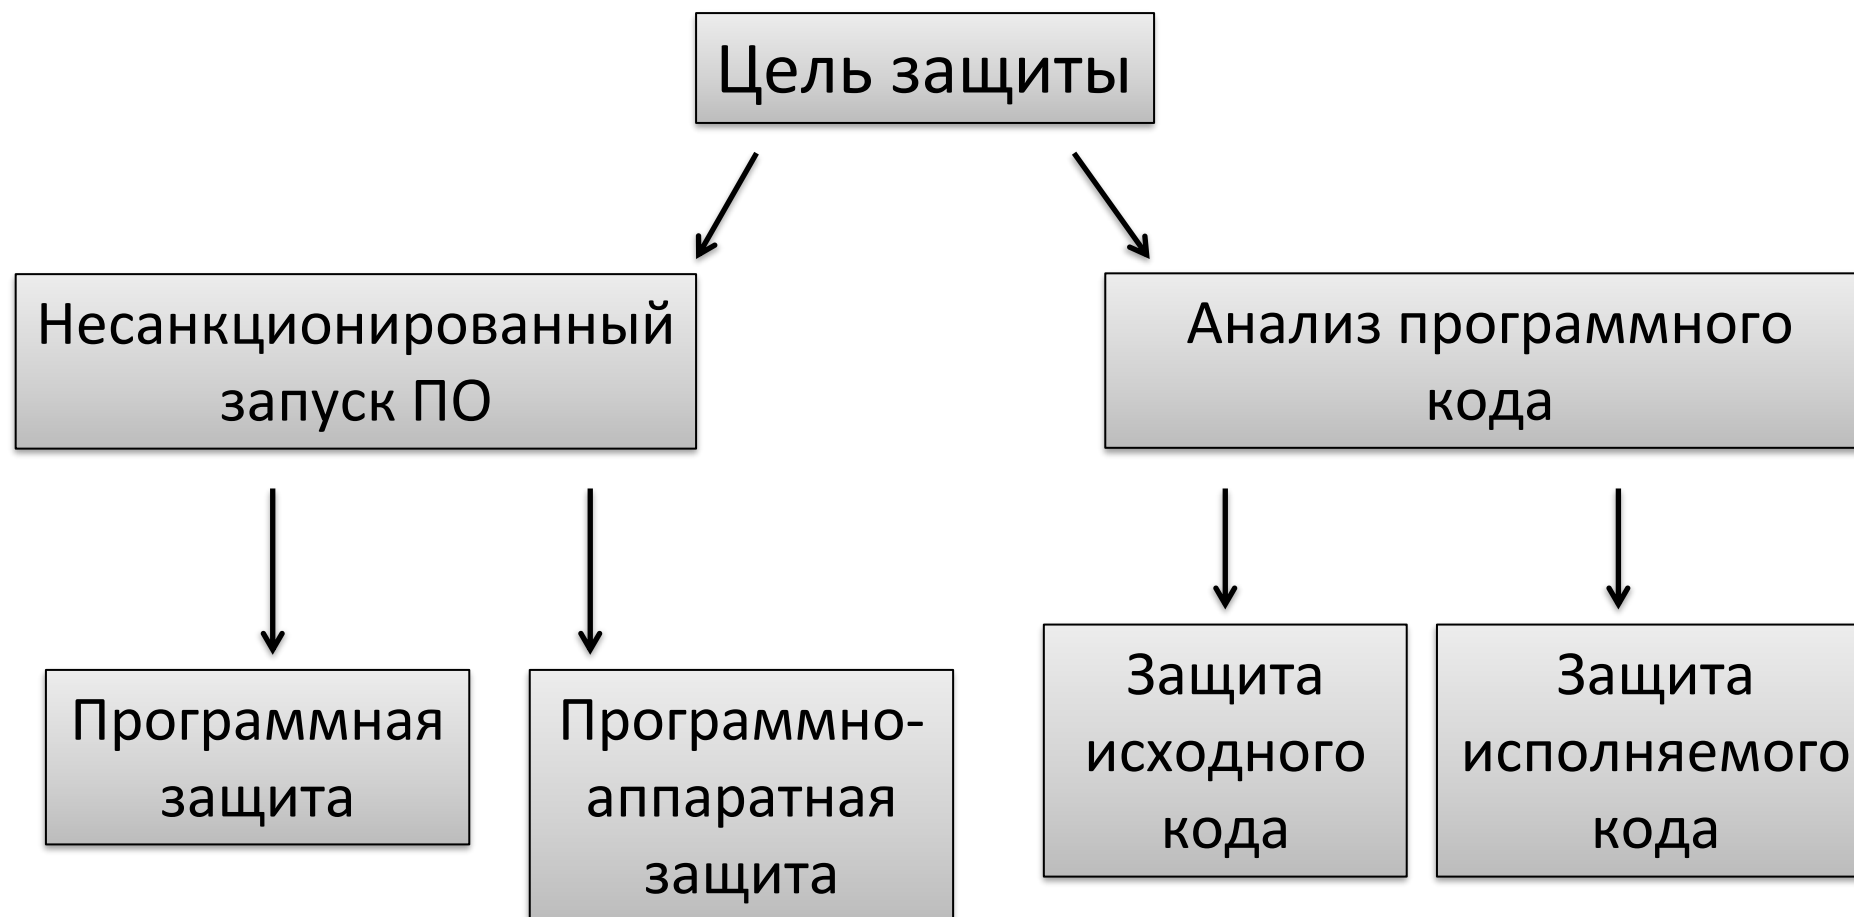 Цель защиты
Несанкционированный
запуск ПО
Анализ программного
кода
Программная
защита
Программно-
аппаратная
защита
Защита
исходного
кода
Защита
исполняемого
кода